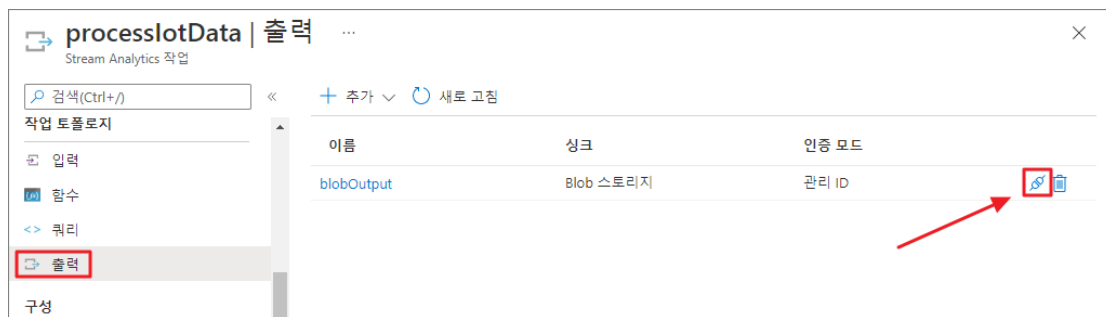 processIotData | 출력 ...
Stream Analytics 작업
검색(Ctrl+/)
«
추가
새로 고침
작업 토폴로지
입력
함수
<> 쿼리
출력
구성
이름 싱크 인증 모드
blobOutput Blob 스토리지 관리 ID